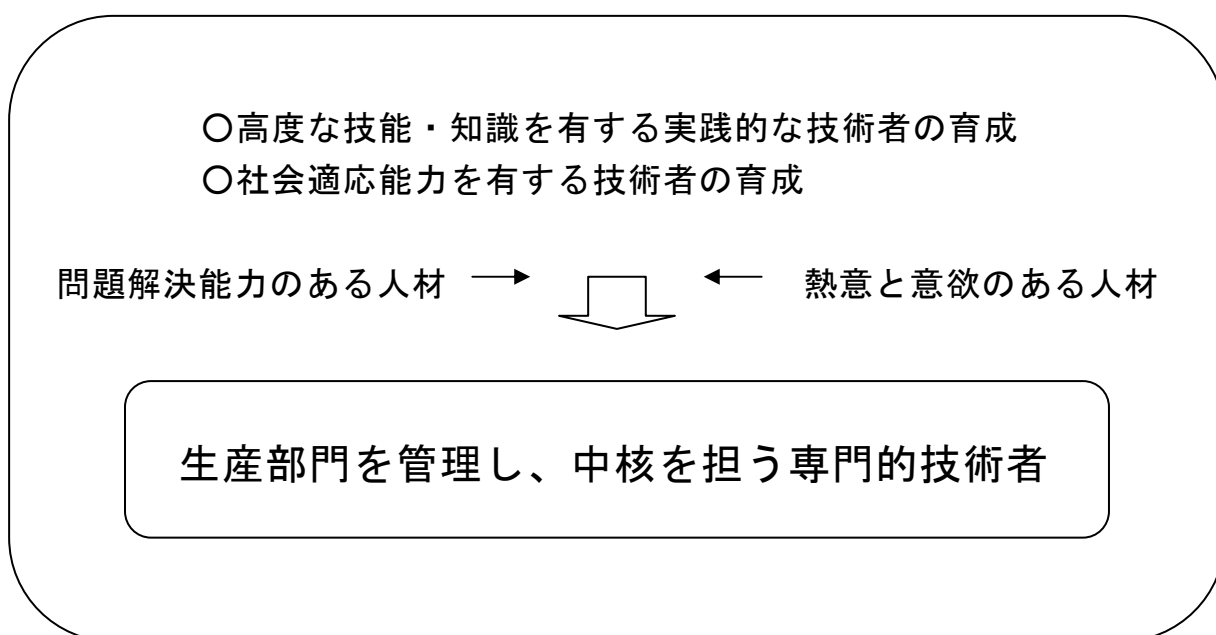 〇高度な技能・知識を有する実践的な技術者の育成
〇社会適応能力を有する技術者の育成
問題解決能力のある人材
熱意と意欲のある人材
生産部門を管理し、中核を担う専門的技術者